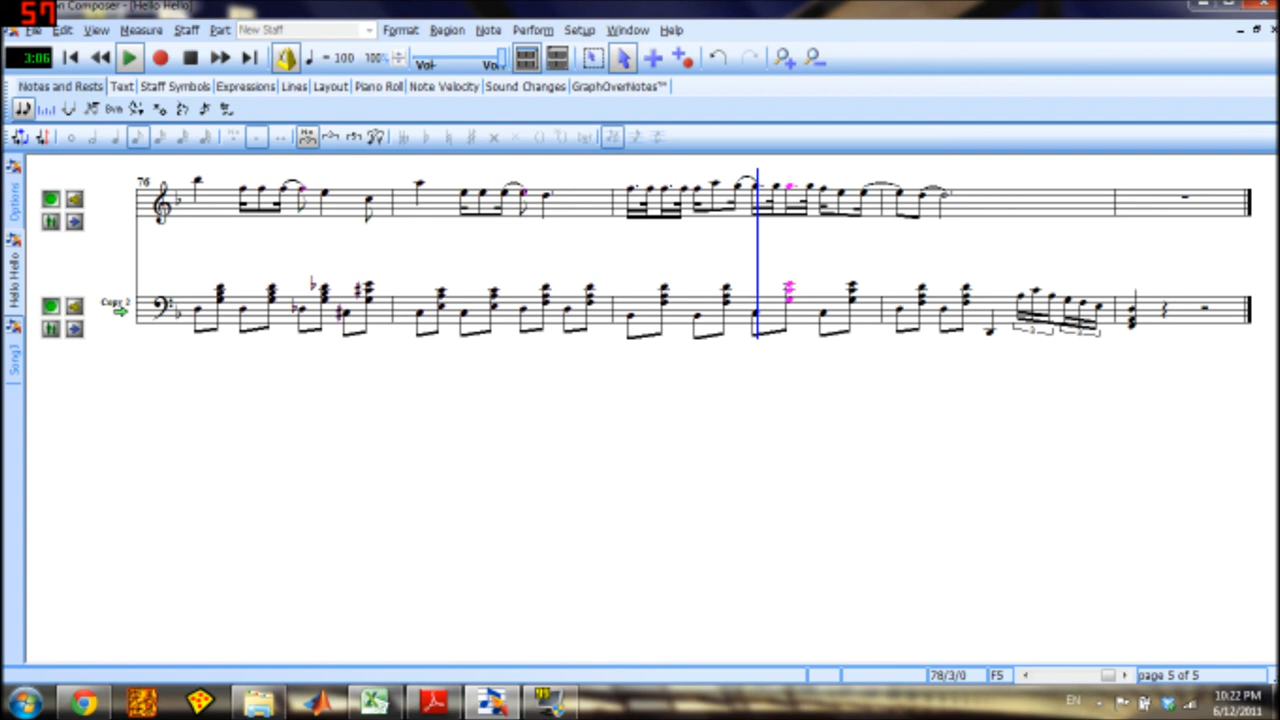 57
on Composer - [Hello Hello]
File Edit View Measure Staff Part New Staff Format Region Note Perform Setup Window Help
3:06 = 100 100% Vol- Vol-
Notes and Rests Text Staff Symbols Expressions Lines Layout Piano Roll Note Velocity Sound Changes GraphOverNotes™
8va
Options
Hello Hello
Song3
76
Copy 2
3 3
78/3/0 F5 page 5 of 5
EN 10:22 PM
6/12/2011